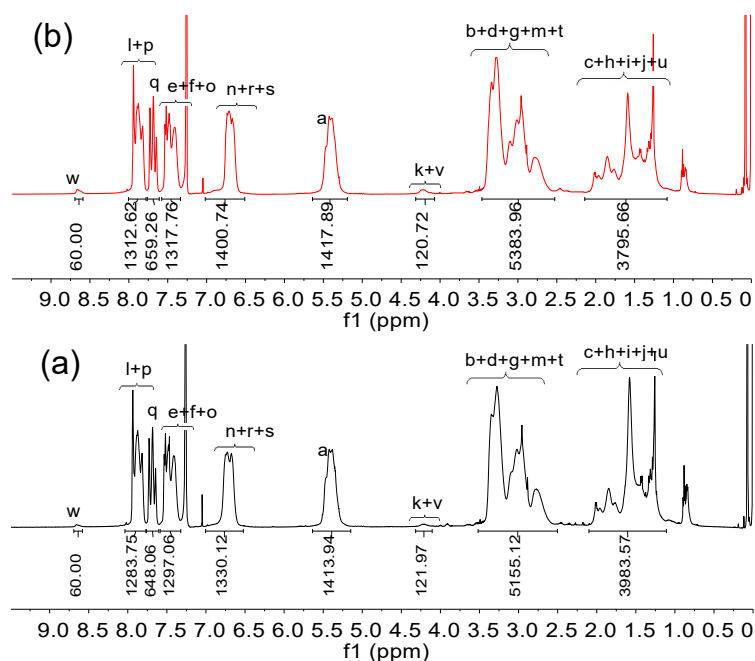 (b)
l+p
q
e+f+o
n+r+s
a
k+v
b+d+g+m+t
c+h+i+j+u
w
60.00
1312.62
659.26
1317.76
1400.74
1417.89
120.72
5383.96
3795.66
9.0 8.5 8.0 7.5 7.0 6.5 6.0 5.5 5.0 4.5 4.0 3.5 3.0 2.5 2.0 1.5 1.0 0.5 0
f1 (ppm)
(a)
l+p
q
e+f+o
n+r+s
a
k+v
b+d+g+m+t
c+h+i+j+u
w
60.00
1283.75
648.06
1297.06
1330.12
1413.94
121.97
5155.12
3983.57
9.0 8.5 8.0 7.5 7.0 6.5 6.0 5.5 5.0 4.5 4.0 3.5 3.0 2.5 2.0 1.5 1.0 0.5 0
f1 (ppm)